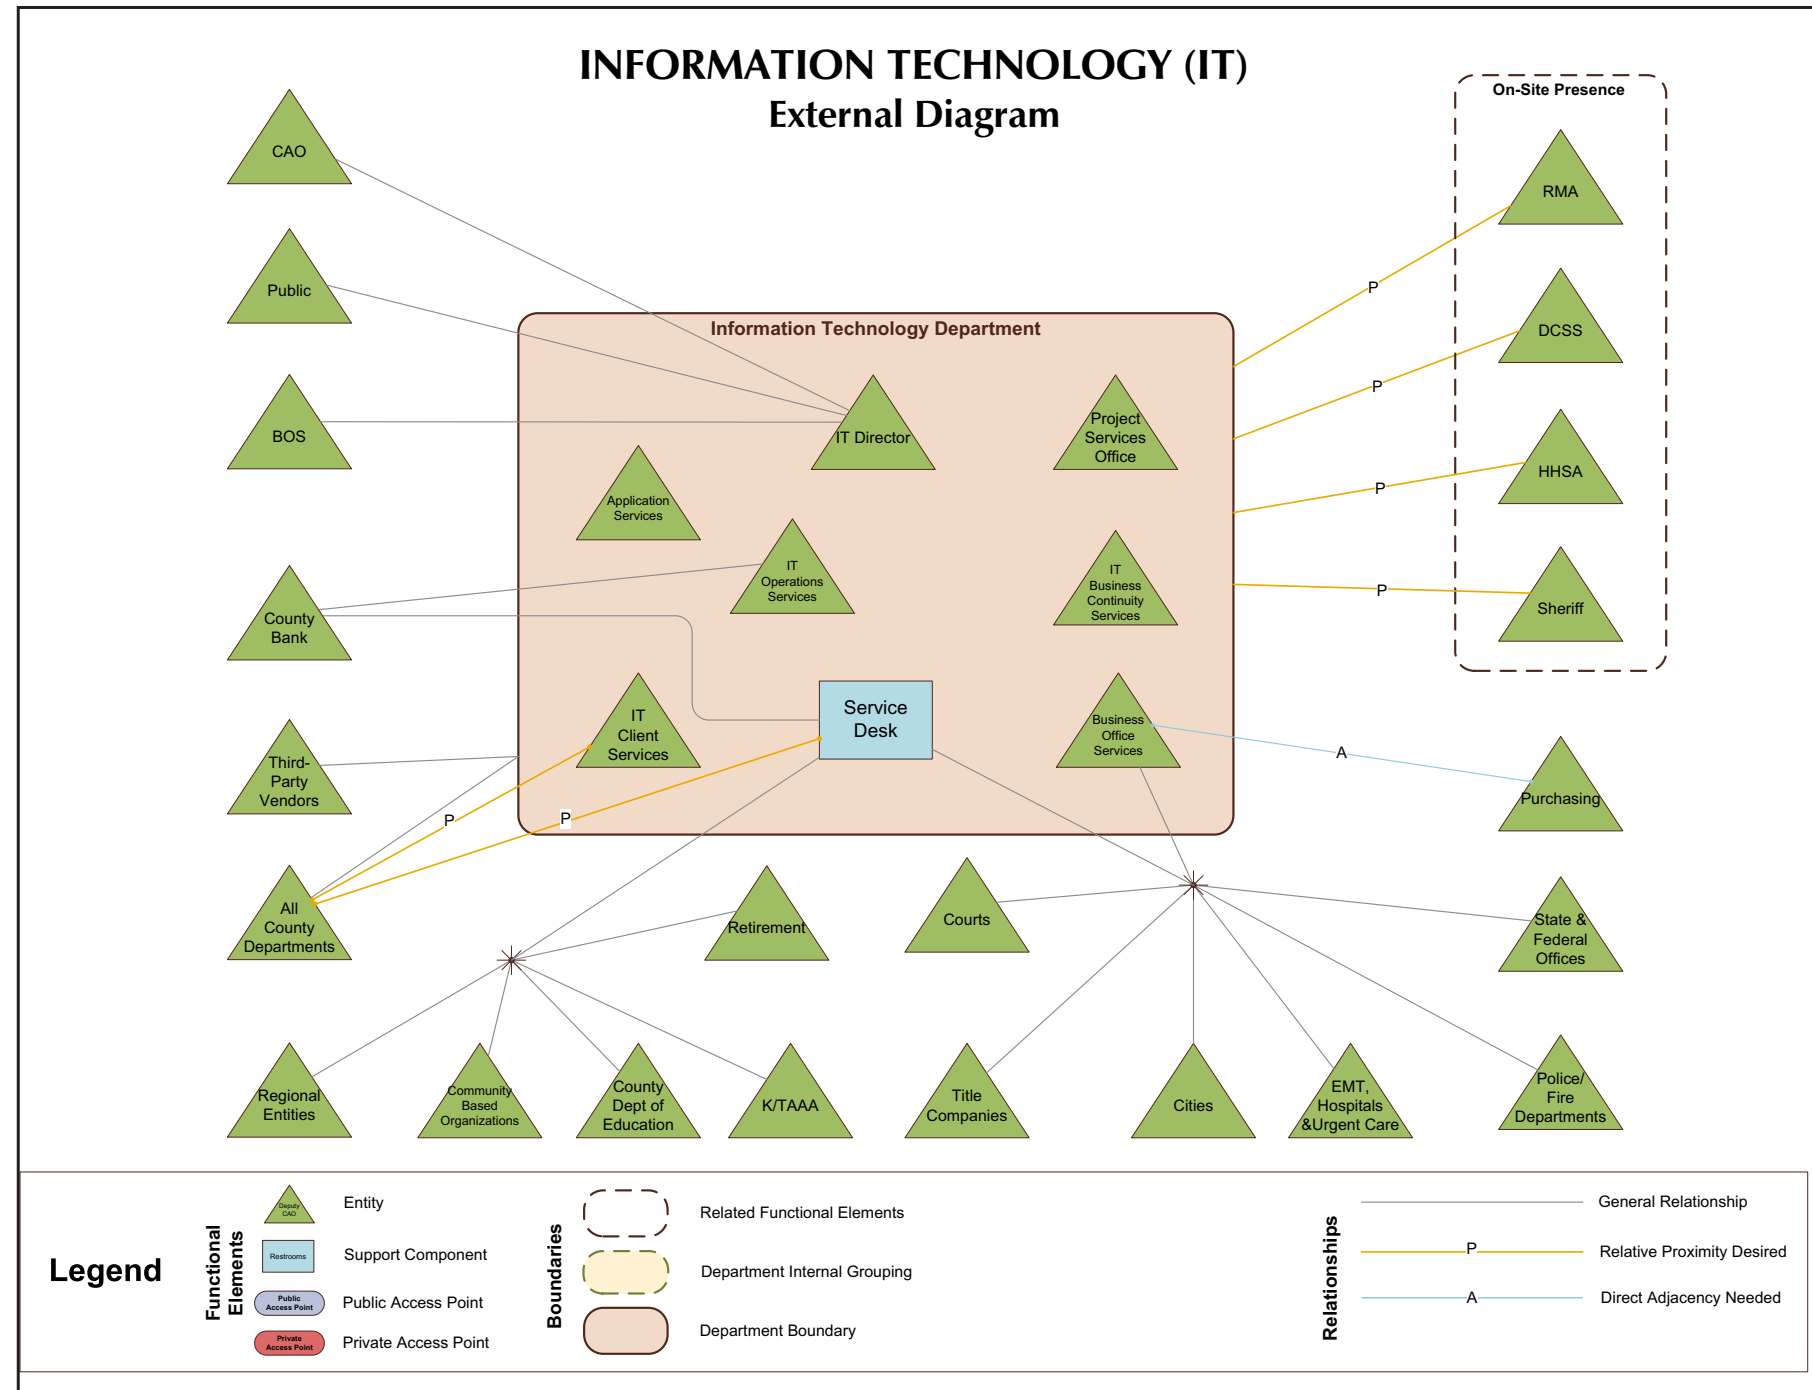 INFORMATION TECHNOLOGY (IT)
External Diagram
On-Site Presence
CAO
RMA
Public
DCSS
Information Technology Department
BOS
IT Director
Project
Services
Office
HHSA
Application
Services
IT
Operations
Services
IT
Business
Continuity
Services
Sheriff
County
Bank
IT
Client
Services
Service
Desk
Business
Office
Services
Third-
Party
Vendors
Purchasing
P
P
P
P
A
P
P
All
County
Departments
Retirement
Courts
State &
Federal
Offices
Regional
Entities
Community
Based
Organizations
County
Dept of
Education
K/TAAA
Title
Companies
Cities
EMT,
Hospitals
&Urgent Care
Police/
Fire
Departments
Legend
Functional
Elements
Deputy
CAO
Entity
Restrooms
Support Component
Public
Access Point
Public Access Point
Private
Access Point
Private Access Point
Boundaries
Related Functional Elements
Department Internal Grouping
Department Boundary
Relationships
General Relationship
P
Relative Proximity Desired
A
Direct Adjacency Needed